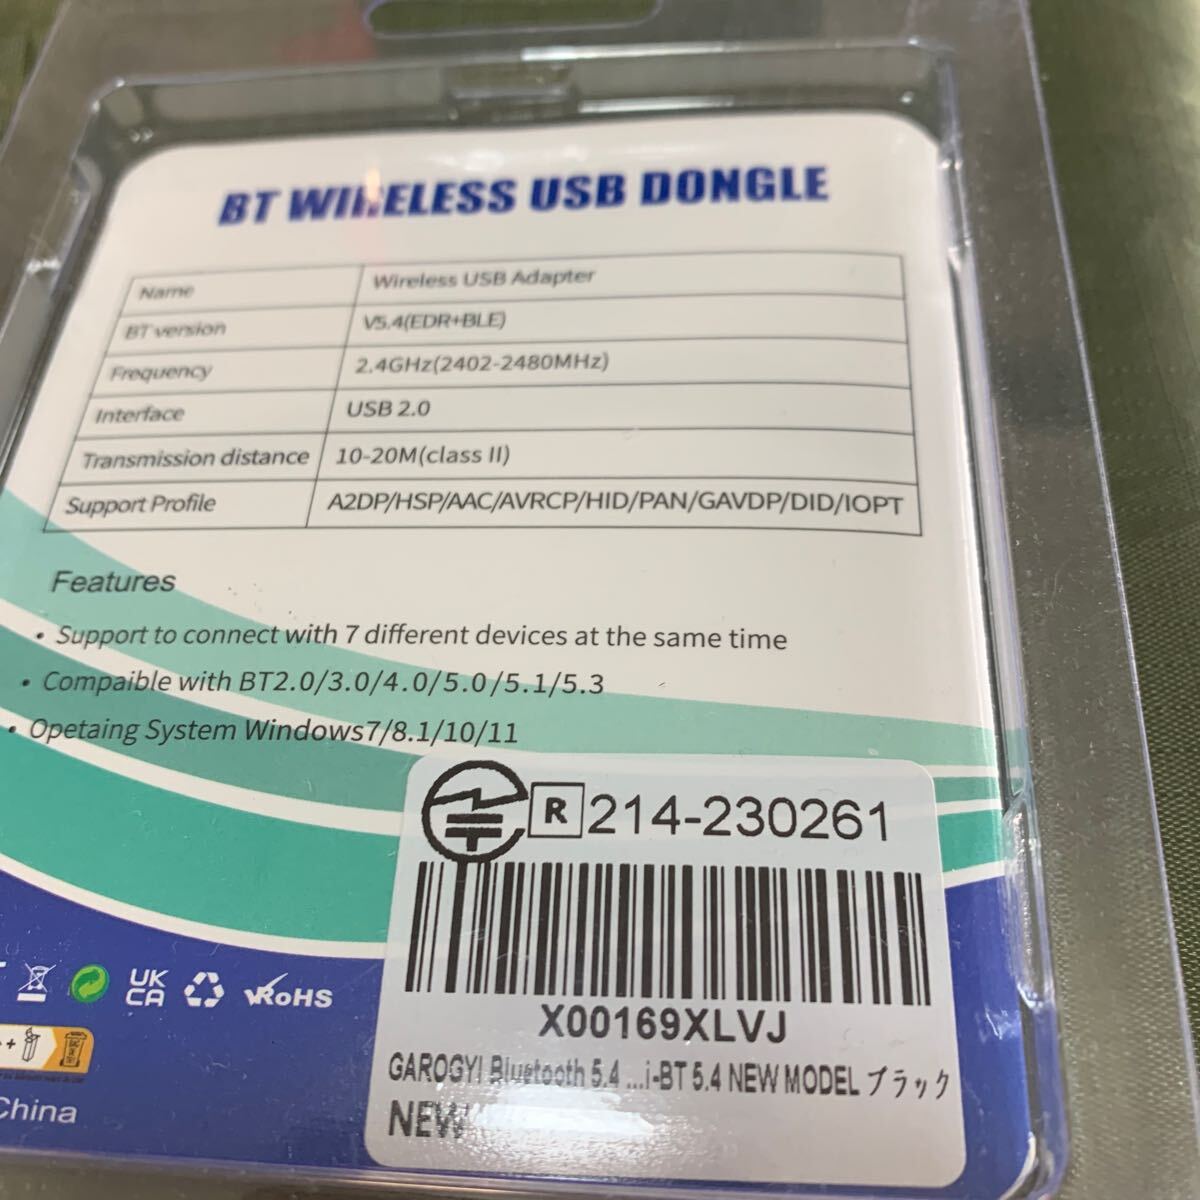 BT WIRELESS USB DONGLE
Name Wireless USB Adapter
BT version V5.4(EDR+BLE)
Frequency 2.4GHz(2402-2480MHz)
Interface USB 2.0
Transmission distance 10-20M(class II)
Support Profile A2DP/HSP/AAC/AVRCP/HID/PAN/GAVDP/DID/IOPT
Features
• Support to connect with 7 different devices at the same time
• Compaible with BT2.0/3.0/4.0/5.0/5.1/5.3
• Opetaing System Windows7/8.1/10/11
R 214-230261
X00169XLVJ
GAROGYI Bluetooth 5.4 ...i-BT 5.4 NEW MODEL ブラック
NEW
UK
CA
RoHS
China